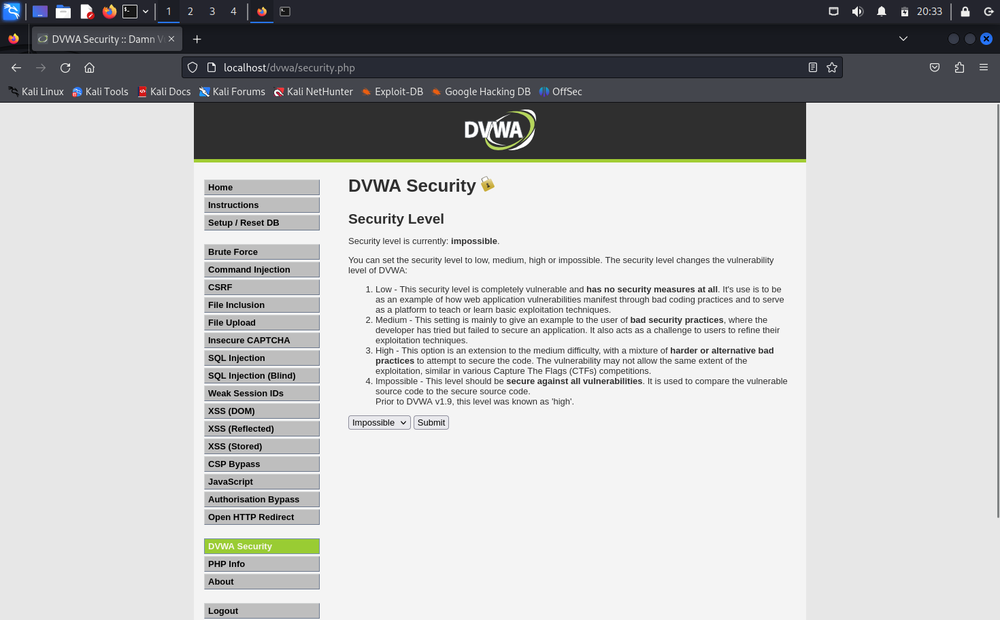 1 2 3 4 20:33
DVWA Security :: Damn Vu
localhost/dvwa/security.php
Kali Linux Kali Tools Kali Docs Kali Forums Kali NetHunter Exploit-DB Google Hacking DB OffSec
DVWA
Home
Instructions
Setup / Reset DB
Brute Force
Command Injection
CSRF
File Inclusion
File Upload
Insecure CAPTCHA
SQL Injection
SQL Injection (Blind)
Weak Session IDs
XSS (DOM)
XSS (Reflected)
XSS (Stored)
CSP Bypass
JavaScript
Authorisation Bypass
Open HTTP Redirect
DVWA Security
PHP Info
About
Logout
DVWA Security
Security Level
Security level is currently: impossible.
You can set the security level to low, medium, high or impossible. The security level changes the vulnerability
level of DVWA:
1. Low - This security level is completely vulnerable and has no security measures at all. It's use is to be
as an example of how web application vulnerabilities manifest through bad coding practices and to serve
as a platform to teach or learn basic exploitation techniques.
2. Medium - This setting is mainly to give an example to the user of bad security practices, where the
developer has tried but failed to secure an application. It also acts as a challenge to users to refine their
exploitation techniques.
3. High - This option is an extension to the medium difficulty, with a mixture of harder or alternative bad
practices to attempt to secure the code. The vulnerability may not allow the same extent of the
exploitation, similar in various Capture The Flags (CTFs) competitions.
4. Impossible - This level should be secure against all vulnerabilities. It is used to compare the vulnerable
source code to the secure source code.
Prior to DVWA v1.9, this level was known as 'high'.
Impossible Submit